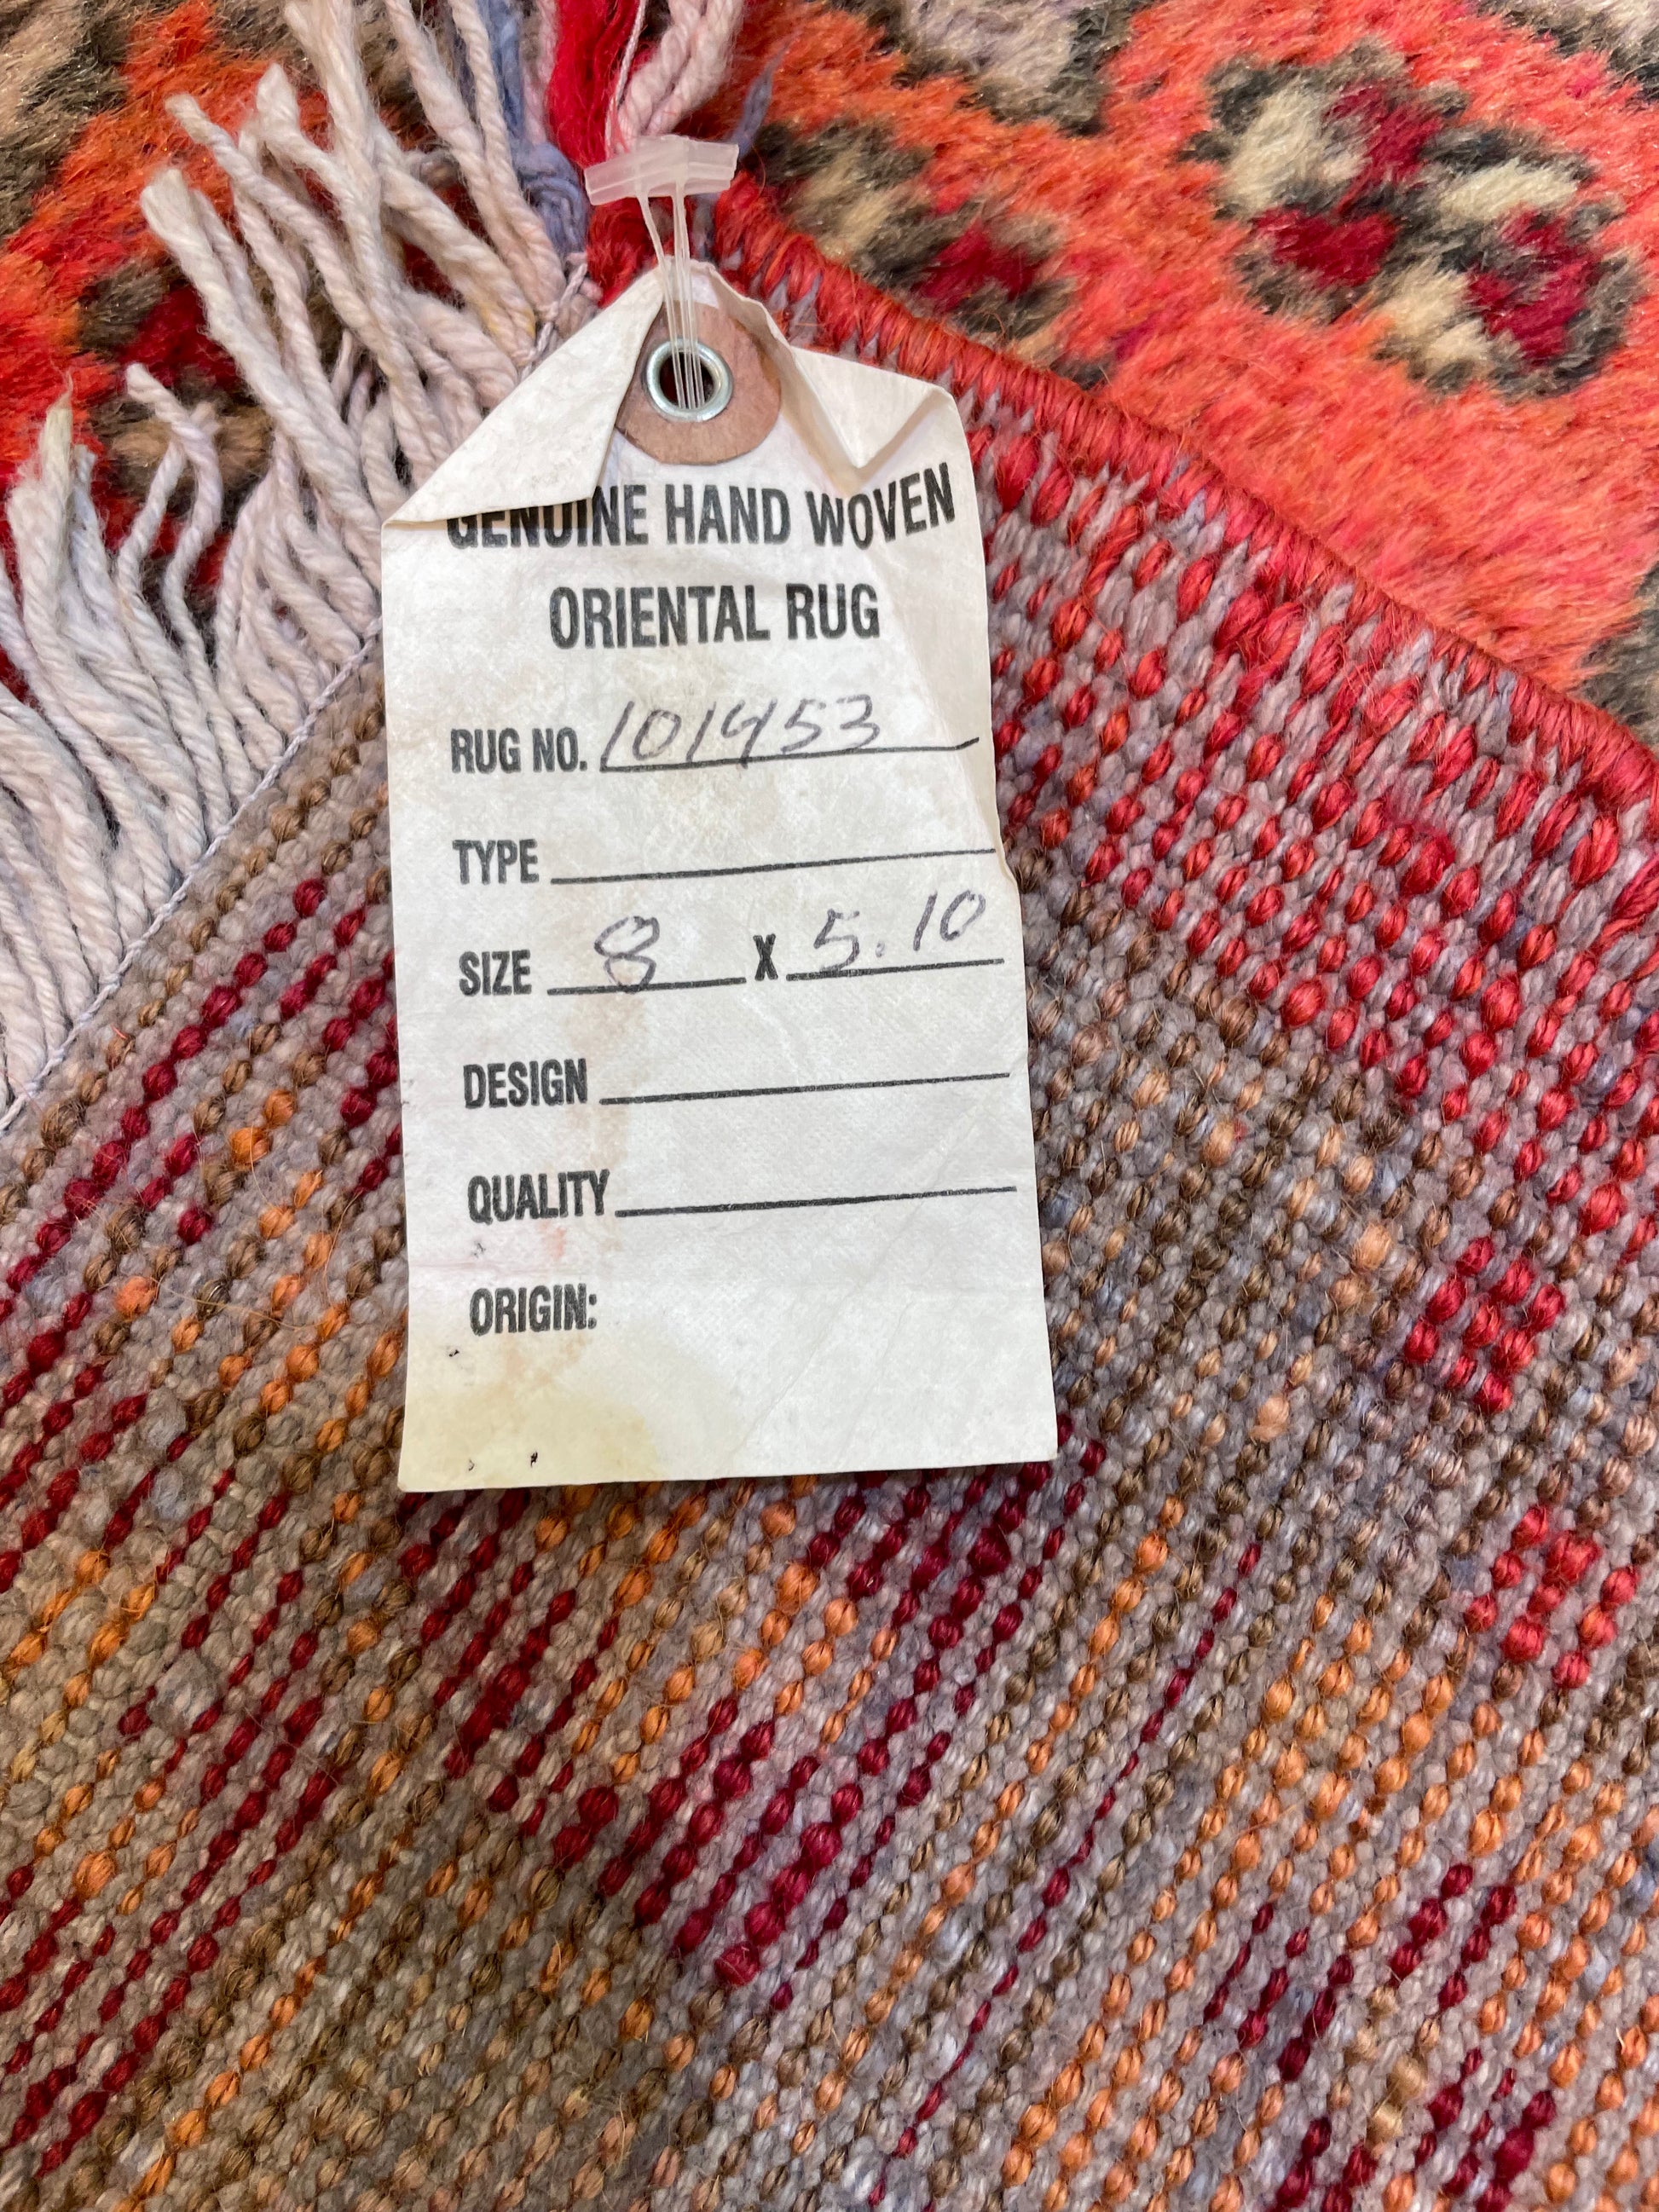 GENUINE HAND WOVEN
ORIENTAL RUG
RUG NO. 101453
TYPE
SIZE 8 X 5.10
DESIGN
QUALITY
ORIGIN: